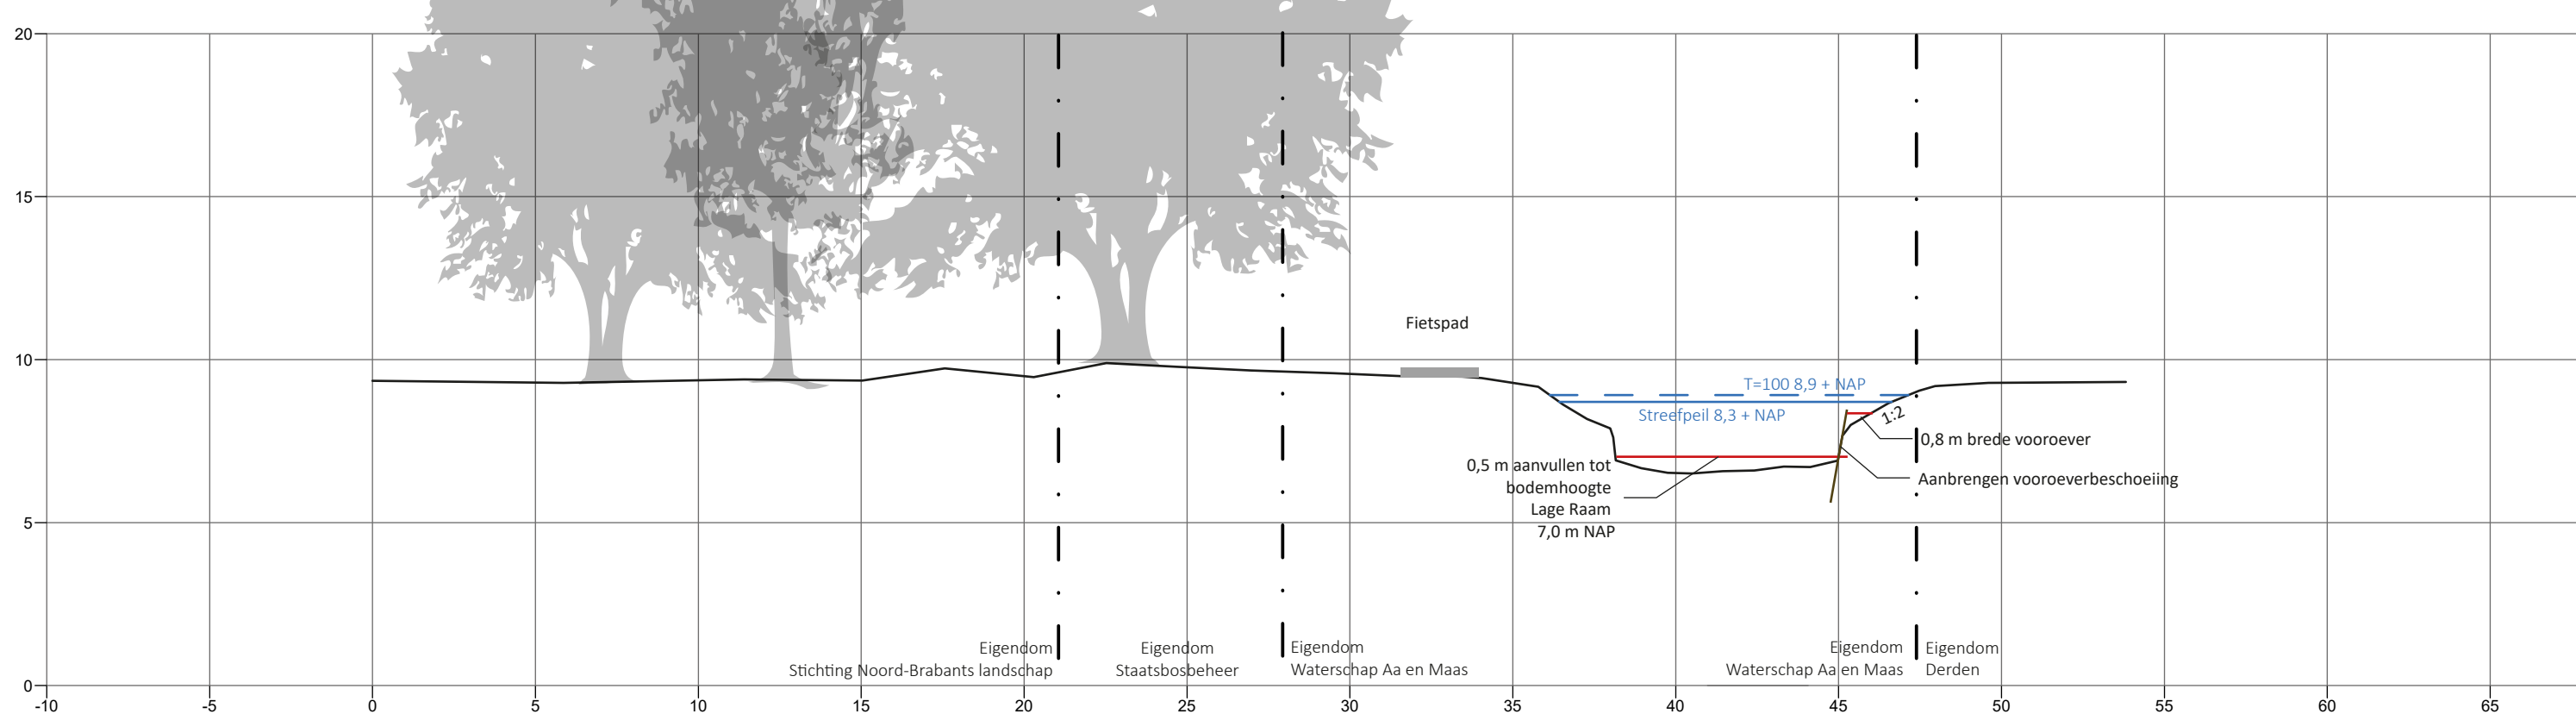 20
15
10
5
0
Fietspad
T=100 8,9 + NAP
Streefpeil 8,3 + NAP
1:2
0,8 m brede vooroever
Aanbrengen vooroeverbeschoeiing
0,5 m aanvullen tot
bodemhoogte
Lage Raam
7,0 m NAP
Eigendom
Stichting Noord-Brabants landschap
Eigendom
Staatsbosbeheer
Eigendom
Waterschap Aa en Maas
Eigendom
Waterschap Aa en Maas
Eigendom
Derden
-10 -5 0 5 10 15 20 25 30 35 40 45 50 55 60 65